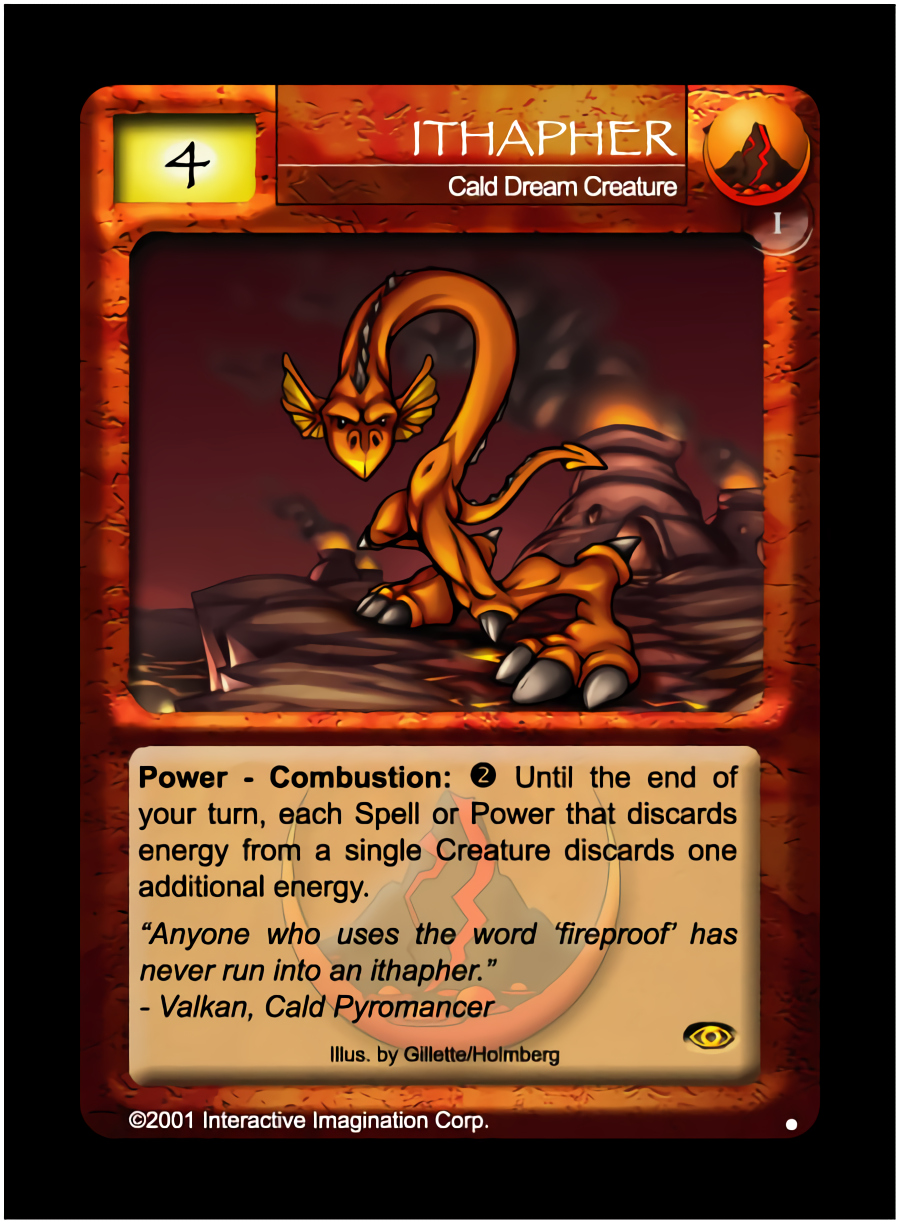 4
ITHAPHER
Cald Dream Creature
I
Power - Combustion: ❷ Until the end of
your turn, each Spell or Power that discards
energy from a single Creature discards one
additional energy.
“Anyone who uses the word ‘fireproof’ has
never run into an ithapher.”
- Valkan, Cald Pyromancer
Illus. by Gillette/Holmberg
©2001 Interactive Imagination Corp.